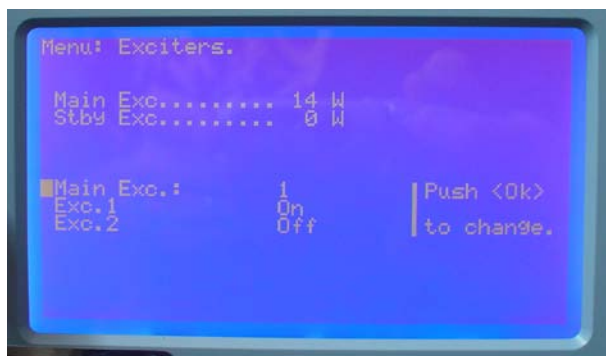 Menu: Exciters.
Main Exc.......... 14 W
Stby Exc.......... 0 W
Main Exc.: 1
Exc.1 On
Exc.2 Off
Push <Ok>
to change.